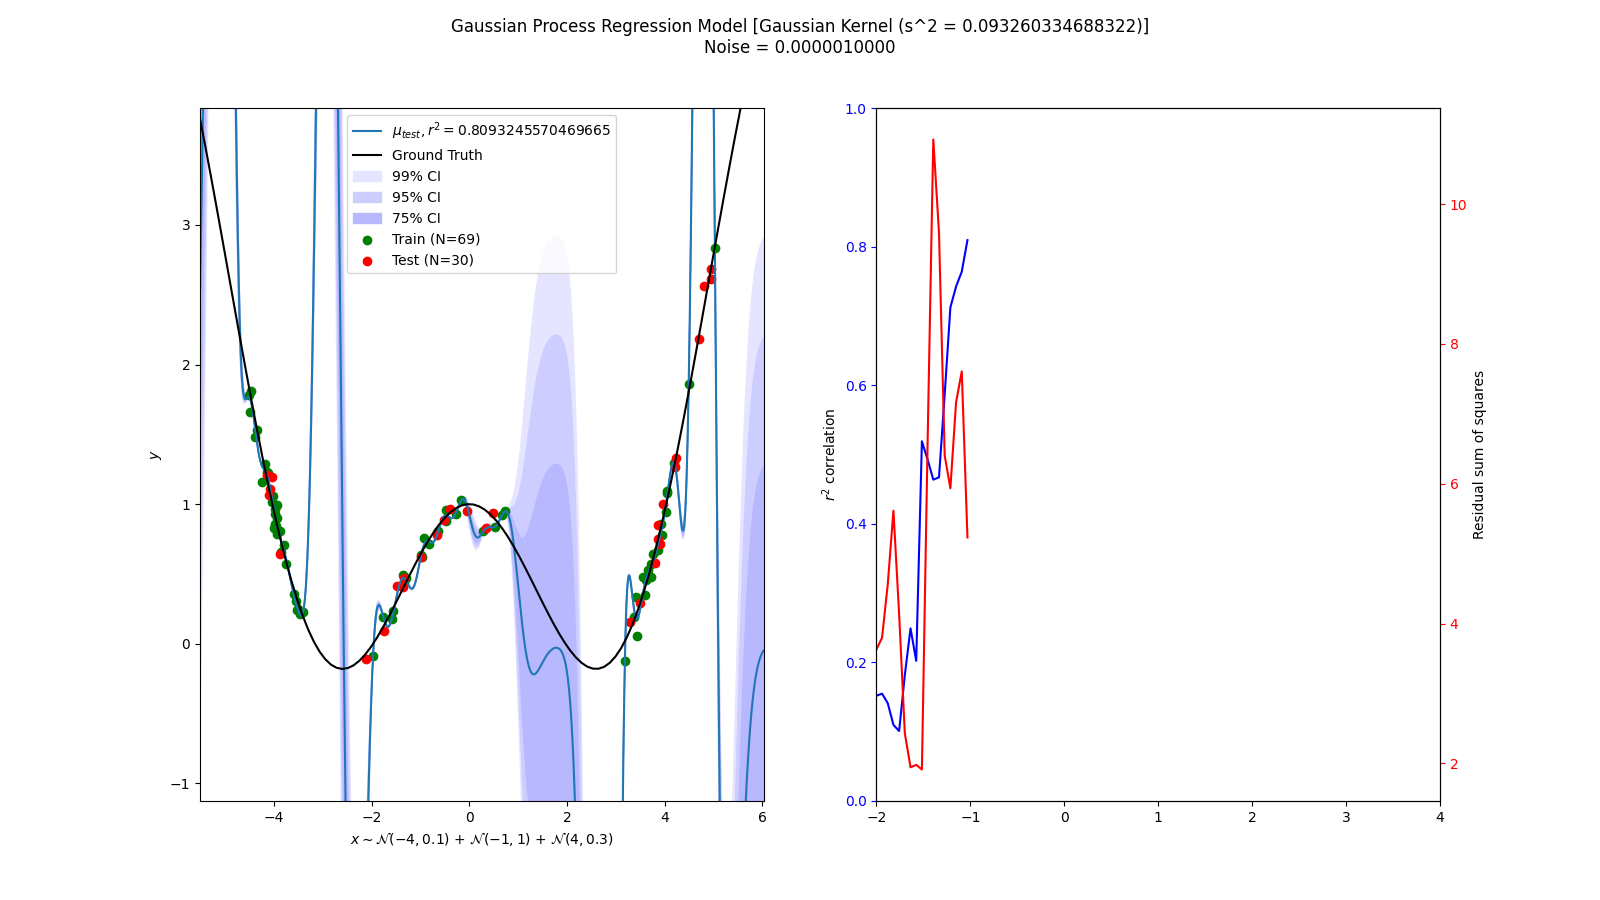 Gaussian Process Regression Model [Gaussian Kernel (s^2 = 0.093260334688322)]
Noise = 0.0000010000
μ_test, r² = 0.8093245570469665
Ground Truth
99% CI
95% CI
75% CI
Train (N=69)
Test (N=30)
y
3
2
1
0
−1
−4
−2
0
2
4
6
x ∼ 𝒩(−4, 0.1) + 𝒩(−1, 1) + 𝒩(4, 0.3)
r² correlation
1.0
0.8
0.6
0.4
0.2
0.0
−2
−1
0
1
2
3
4
10
8
6
4
2
Residual sum of squares